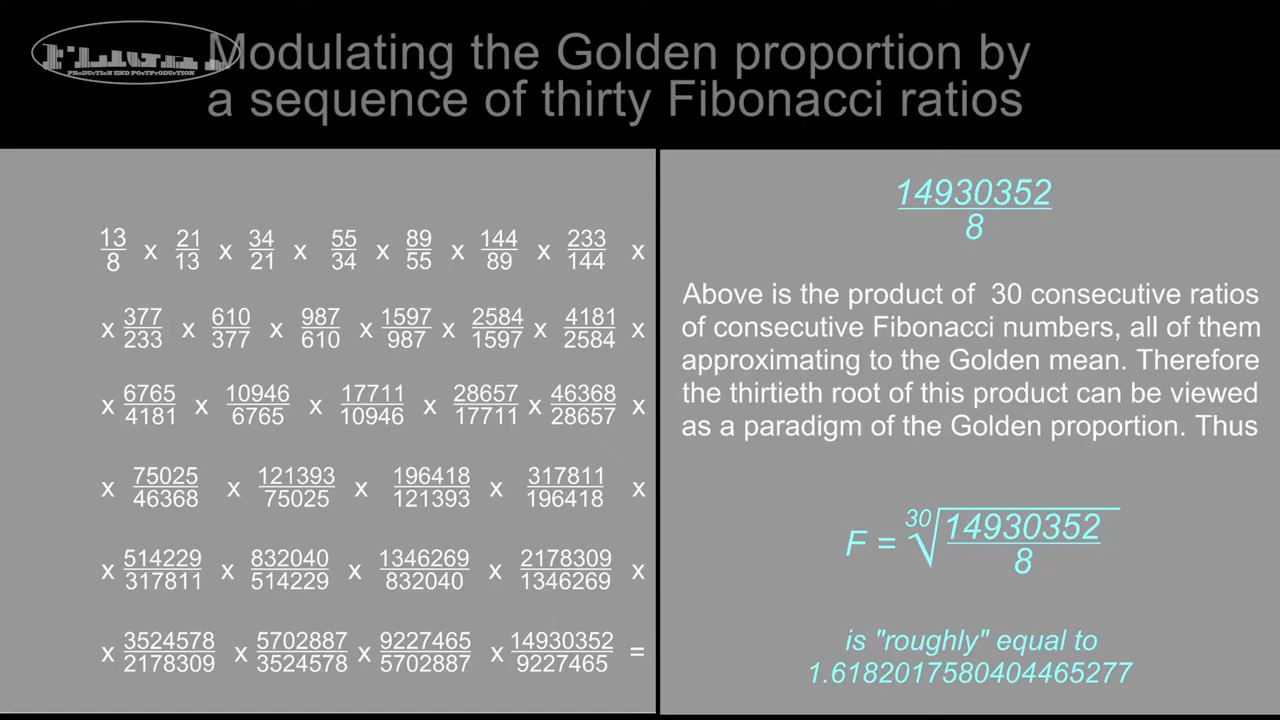 Modulating the Golden proportion by
a sequence of thirty Fibonacci ratios
PRODUCTION END POSTPRODUCTION
13/8 x 21/13 x 34/21 x 55/34 x 89/55 x 144/89 x 233/144 x
x 377/233 x 610/377 x 987/610 x 1597/987 x 2584/1597 x 4181/2584 x
x 6765/4181 x 10946/6765 x 17711/10946 x 28657/17711 x 46368/28657 x
x 75025/46368 x 121393/75025 x 196418/121393 x 317811/196418 x
x 514229/317811 x 832040/514229 x 1346269/832040 x 2178309/1346269 x
x 3524578/2178309 x 5702887/3524578 x 9227465/5702887 x 14930352/9227465 =
14930352/8
Above is the product of 30 consecutive ratios
of consecutive Fibonacci numbers, all of them
approximating to the Golden mean. Therefore
the thirtieth root of this product can be viewed
as a paradigm of the Golden proportion. Thus
F = 30√14930352/8
is "roughly" equal to
1.6182017580404465277